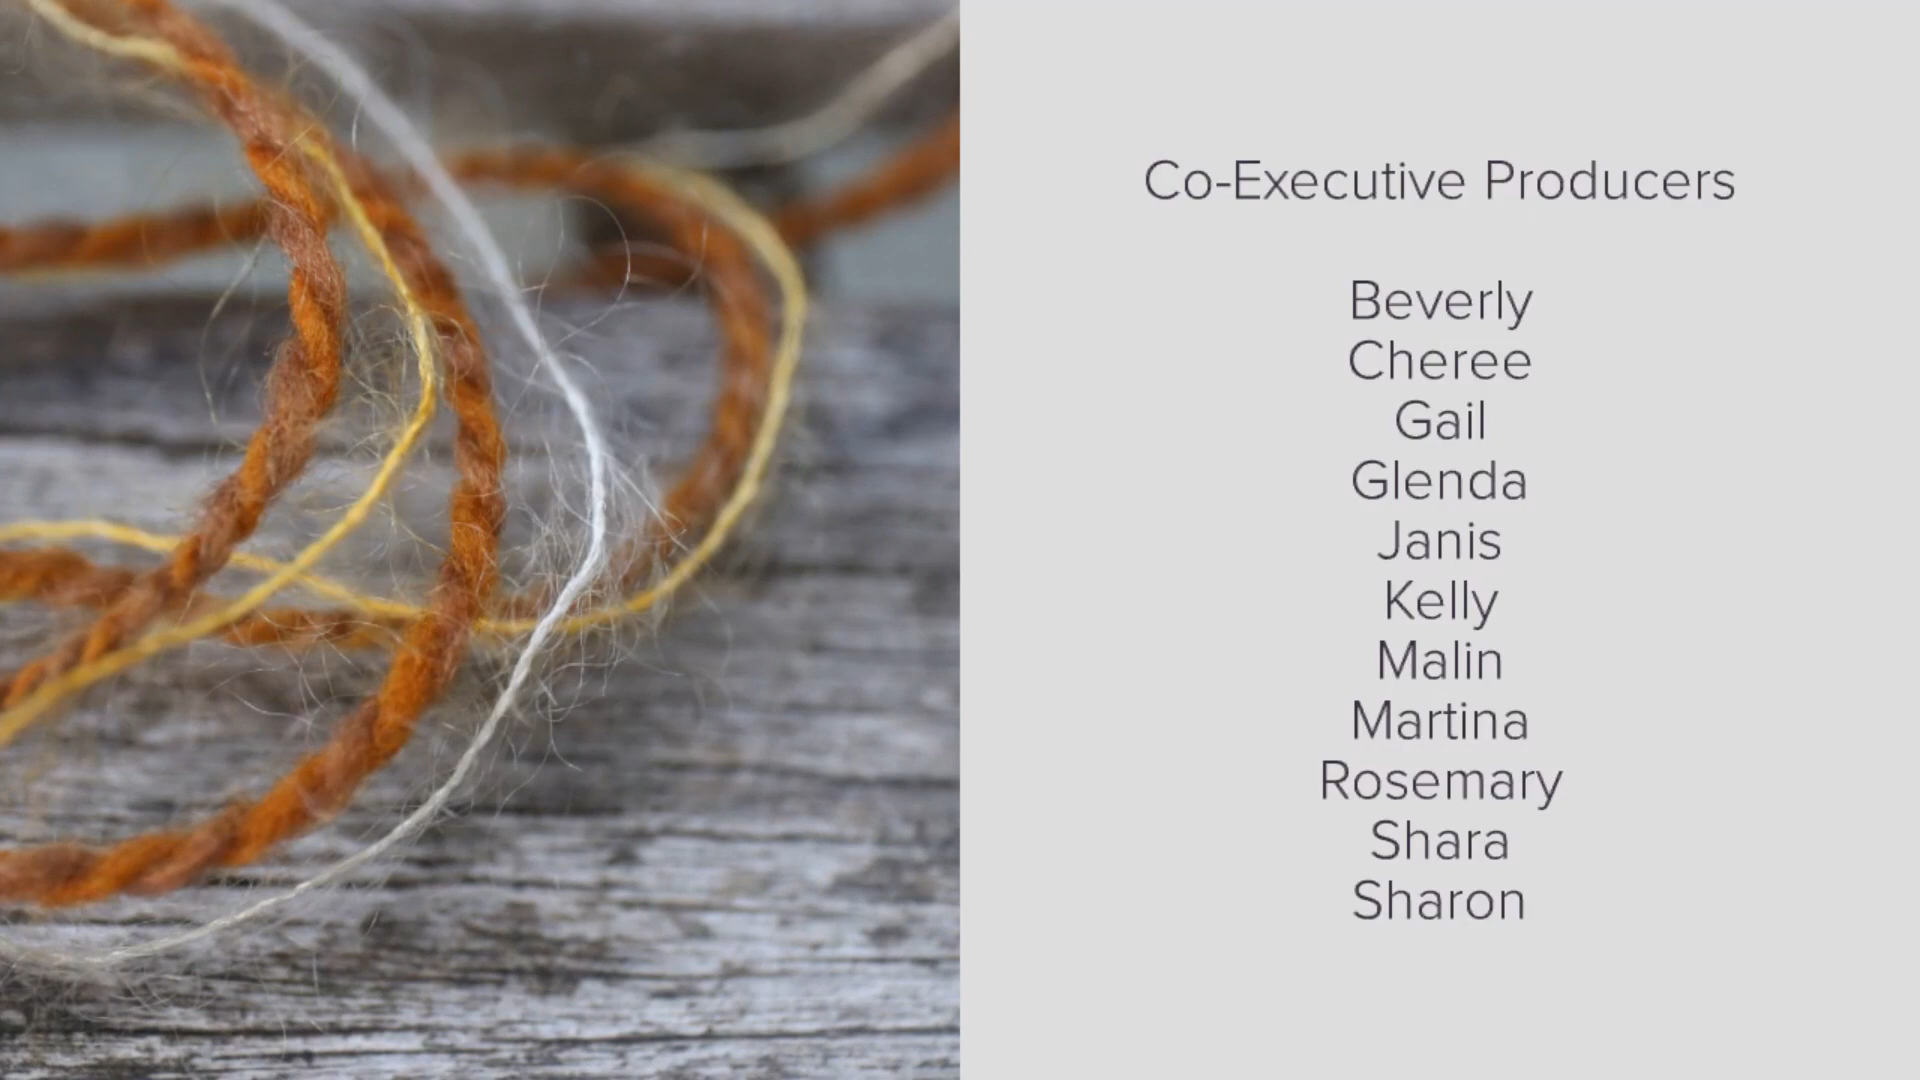 Co-Executive Producers
Beverly
Cheree
Gail
Glenda
Janis
Kelly
Malin
Martina
Rosemary
Shara
Sharon